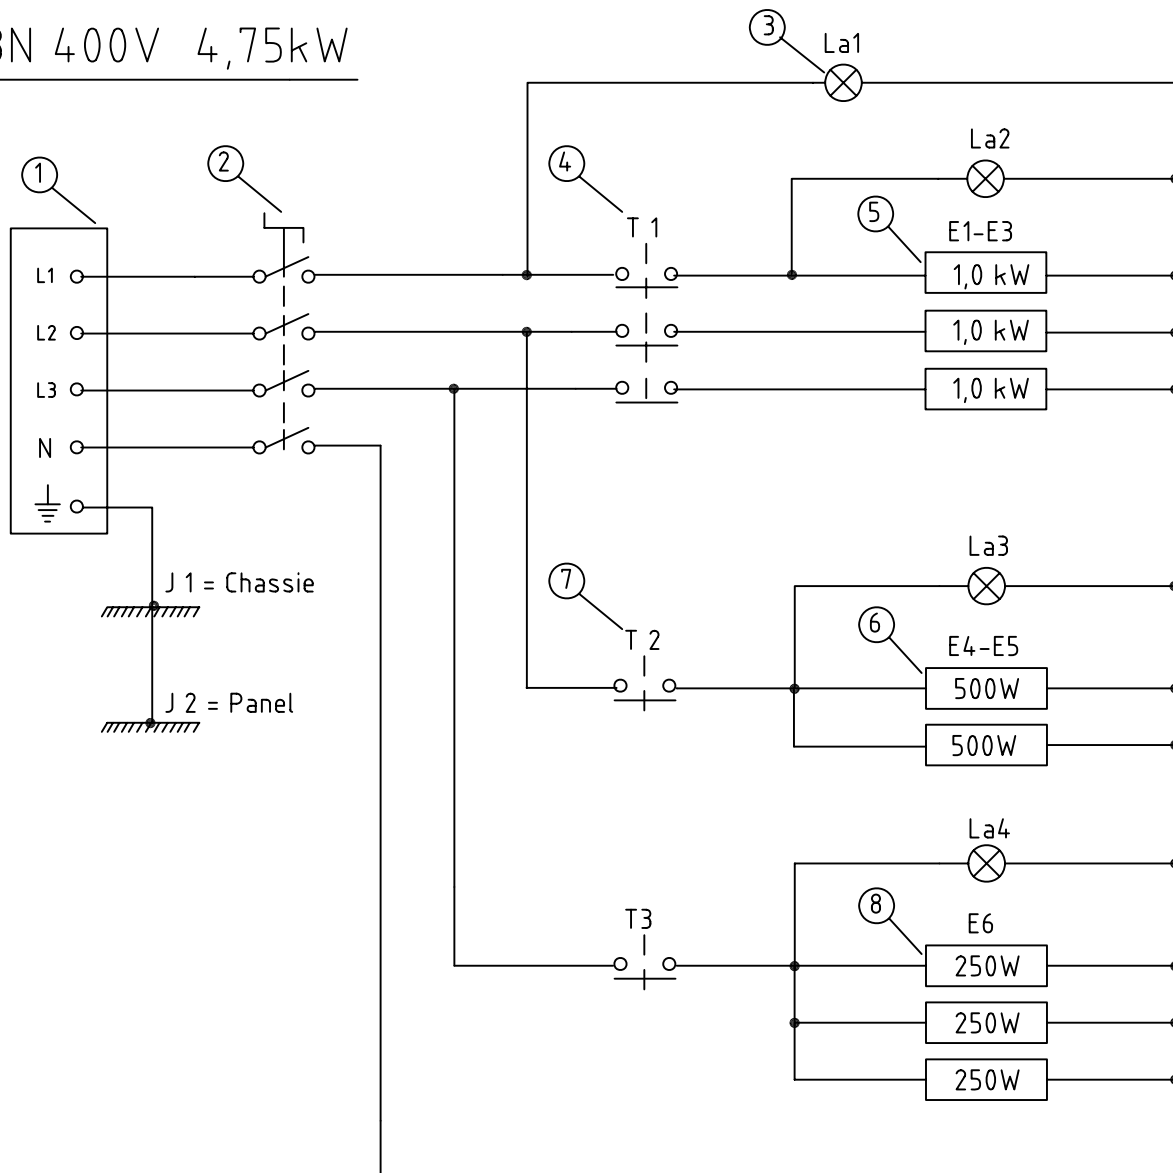 3N 400V 4,75kW
3
La1
La2
1
2
4
T 1
5
E1-E3
L1
1,0 kW
L2
1,0 kW
L3
1,0 kW
N
J 1 = Chassie
La3
7
T 2
6
E4-E5
500W
J 2 = Panel
500W
La4
T3
8
E6
250W
250W
250W